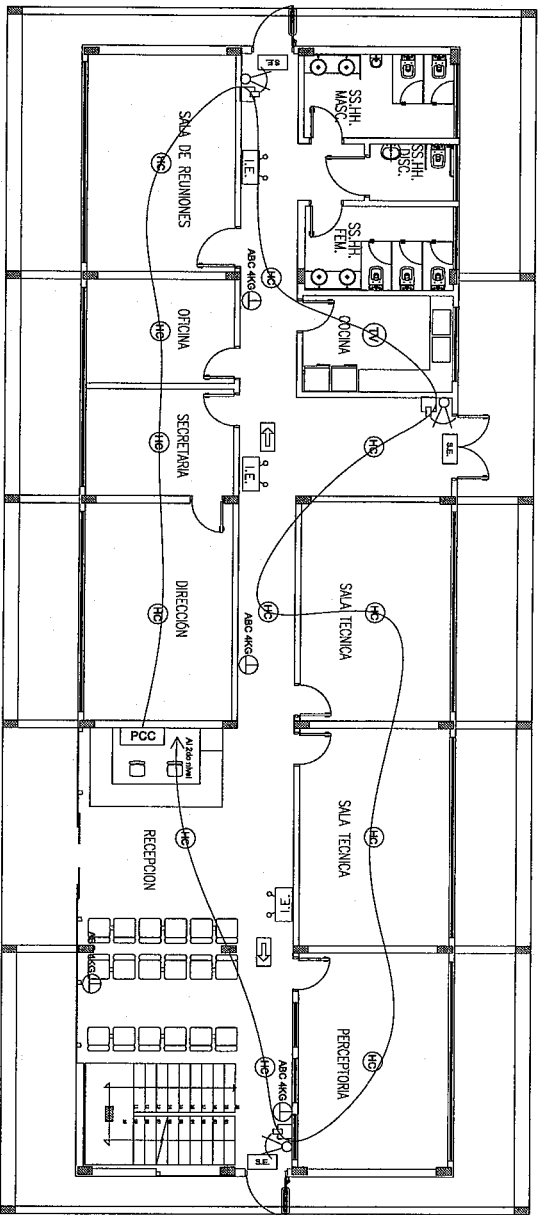 S.E.
SS.HH.
MASC.
SS.HH.
DISC.
SS.HH.
FEM.
SALA DE REUNIONES
HC
I.E.
HC
ABC 4KG
COCINA
TV
OFICINA
HC
SECRETARIA
HC
I.E.
HC
S.E.
DIRECCIÓN
HC
HC
ABC 4KG
SALA TECNICA
HC
PCC
Al 2do nivel
HC
RECEPCION
SALA TECNICA
HC
I.E.
ABC 4KG
PERCEPTORIA
HC
HC
ABC 4KG
S.E.